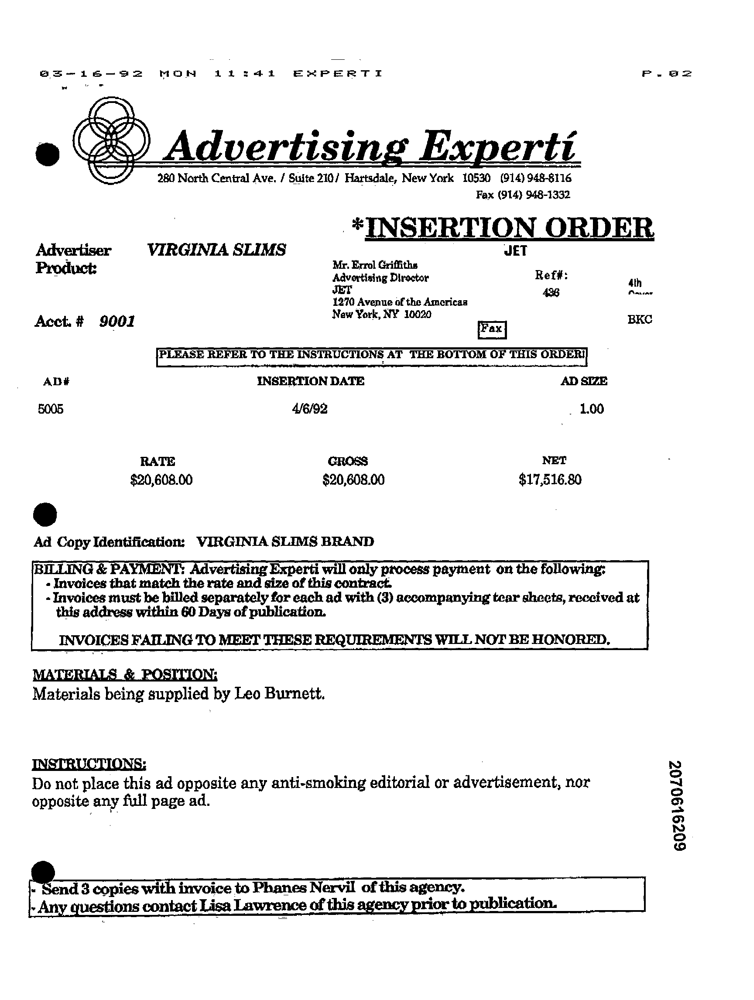 03-16-92 MON 11:41 EXPERTI P.02
Advertising Expertí
280 North Central Ave. / Suite 210 / Hartsdale, New York 10530 (914) 948-8116
Fax (914) 948-1332
*INSERTION ORDER
Advertiser VIRGINIA SLIMS JET
Product:
Mr. Errol Griffiths
Advertising Director Ref#:
JET 436 4th
1270 Avenue of the Americas Cover
New York, NY 10020
Acct. # 9001 Fax BKC
PLEASE REFER TO THE INSTRUCTIONS AT THE BOTTOM OF THIS ORDER
AD# INSERTION DATE AD SIZE
5005 4/6/92 1.00
RATE GROSS NET
$20,608.00 $20,608.00 $17,516.80
Ad Copy Identification: VIRGINIA SLIMS BRAND
BILLING & PAYMENT: Advertising Experti will only process payment on the following:
- Invoices that match the rate and size of this contract.
- Invoices must be billed separately for each ad with (3) accompanying tear sheets, received at
this address within 60 Days of publication.
INVOICES FAILING TO MEET THESE REQUIREMENTS WILL NOT BE HONORED.
MATERIALS & POSITION:
Materials being supplied by Leo Burnett.
INSTRUCTIONS:
Do not place this ad opposite any anti-smoking editorial or advertisement, nor
opposite any full page ad.
2070616209
- Send 3 copies with invoice to Phanes Nervil of this agency.
- Any questions contact Lisa Lawrence of this agency prior to publication.